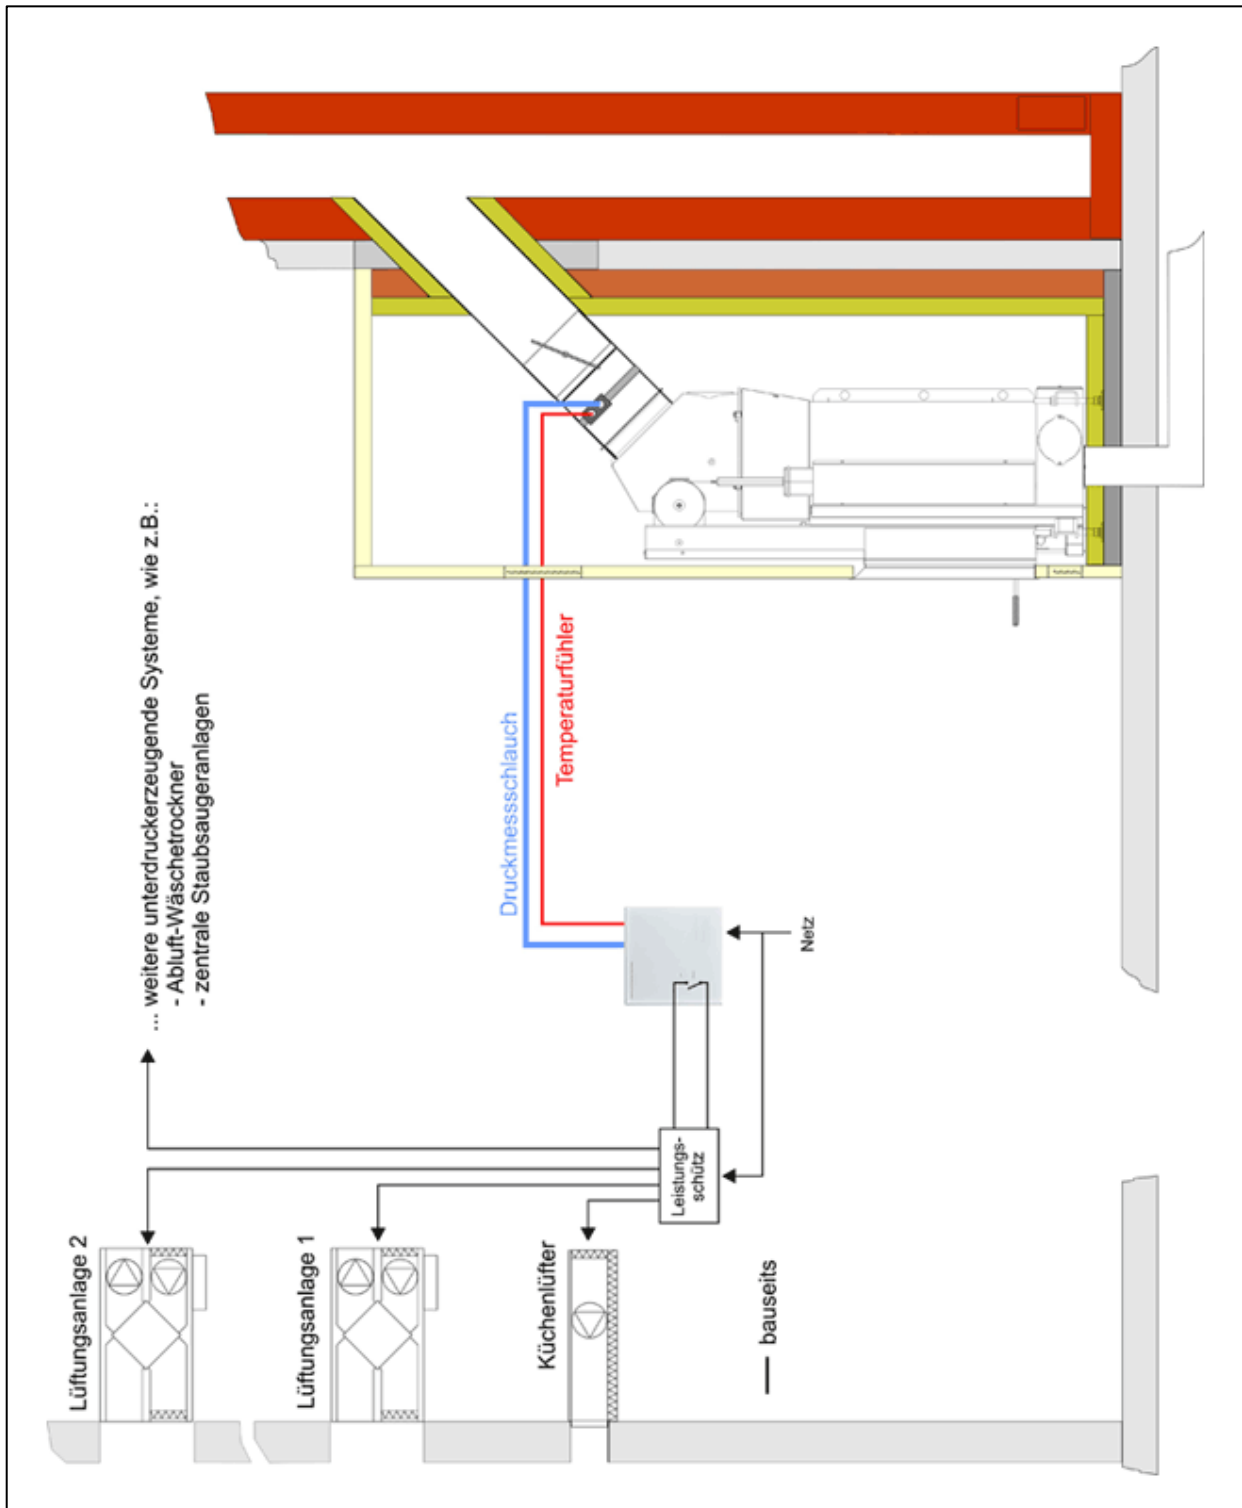 Lüftungsanlage 2
Lüftungsanlage 1
Küchenlüfter
bauseits
... weitere unterdruckerzeugende Systeme, wie z.B.:
- Abluft-Wäschetrockner
- zentrale Staubsaugeranlagen
Leistungs-
schütz
Netz
Druckmessschlauch
Temperaturfühler